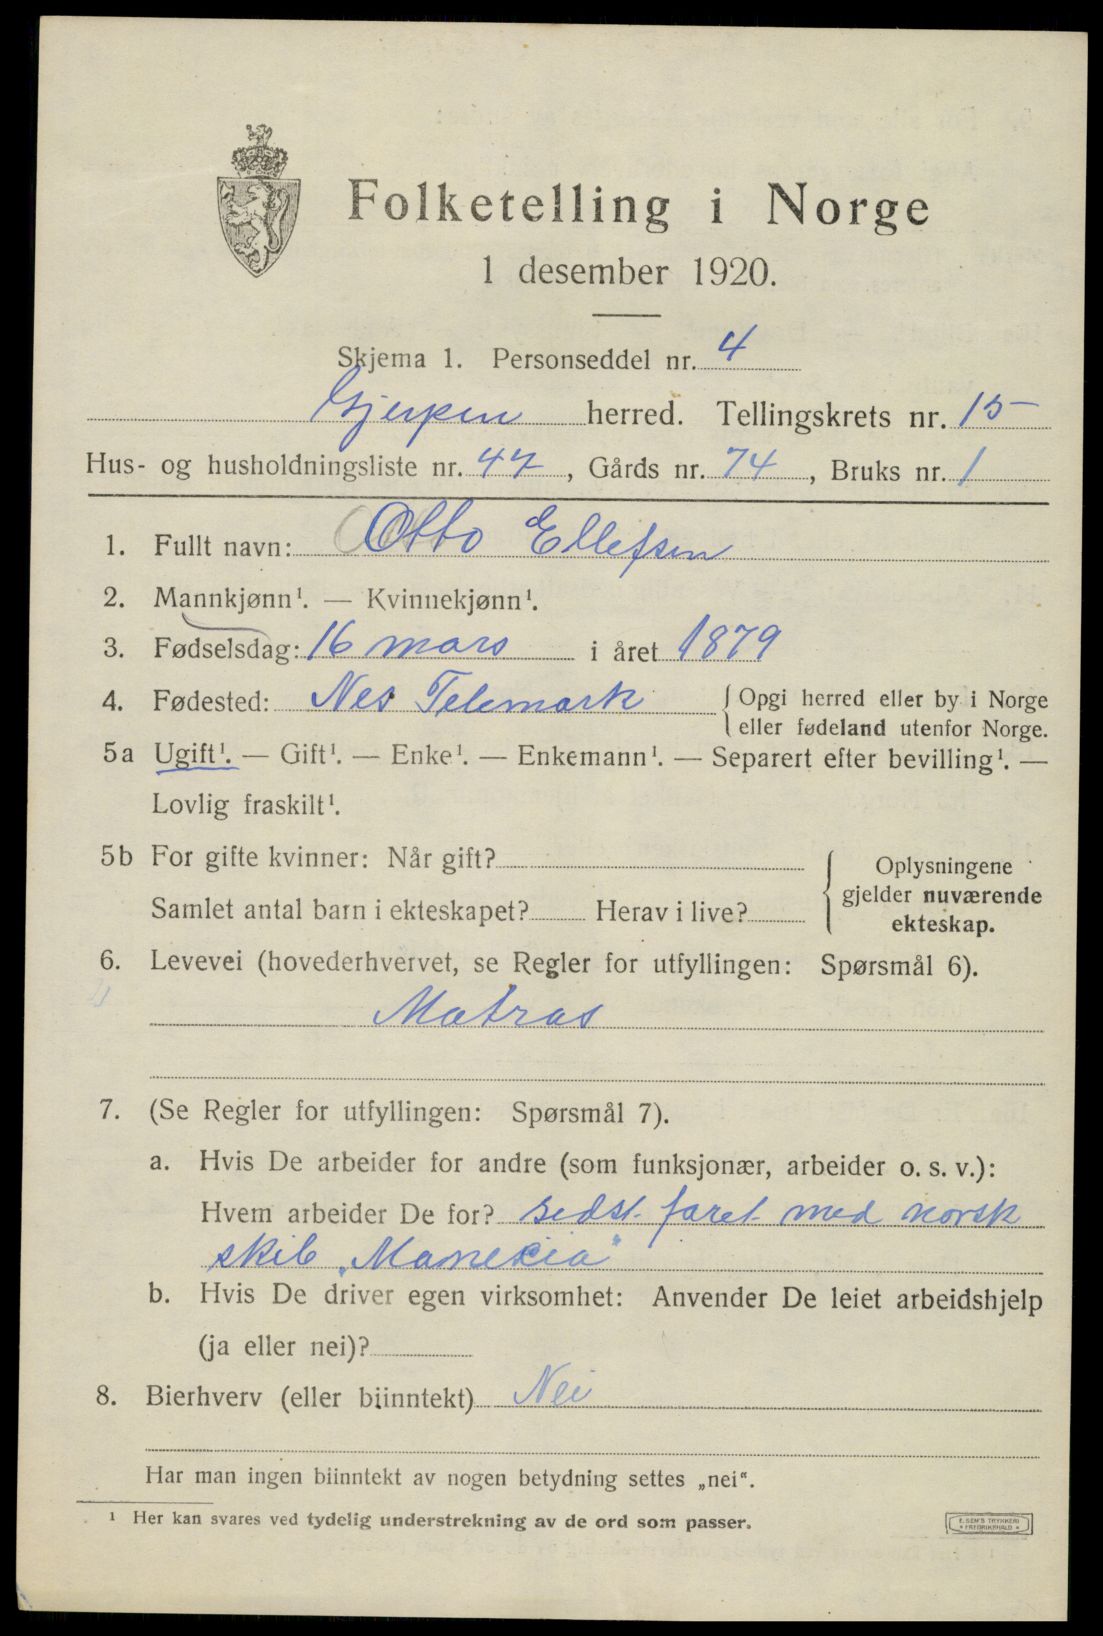 Folketelling i Norge
1 desember 1920.
Skjema 1. Personseddel nr. 4
Gjerpen herred. Tellingskrets nr. 15
Hus- og husholdningsliste nr. 47, Gårds nr. 74, Bruks nr. 1
1. Fullt navn: Otto Ellefsen
2. Mannkjønn¹. — Kvinnekjønn¹.
3. Fødselsdag: 16 mars i året 1879
4. Fødested: Nes Telemark { Opgi herred eller by i Norge
eller fødeland utenfor Norge.
5a Ugift¹. — Gift¹. — Enke¹. — Enkemann¹. — Separert efter bevilling¹. —
Lovlig fraskilt¹.
5b For gifte kvinner: Når gift? { Oplysningene
gjelder nuværende
ekteskap.
Samlet antal barn i ekteskapet? Herav i live?
6. Levevei (hovederhvervet, se Regler for utfyllingen: Spørsmål 6).
Matros
7. (Se Regler for utfyllingen: Spørsmål 7).
a. Hvis De arbeider for andre (som funksjonær, arbeider o. s. v.):
Hvem arbeider De for? sidst faret med norsk
skib „
b. Hvis De driver egen virksomhet: Anvender De leiet arbeidshjelp
(ja eller nei)?
8. Bierhverv (eller biinntekt) Nei
Har man ingen biinntekt av nogen betydning settes „nei“.
¹ Her kan svares ved tydelig understrekning av de ord som passer.
E. SEM'S TRYKKERI
FREDRIKSHALD